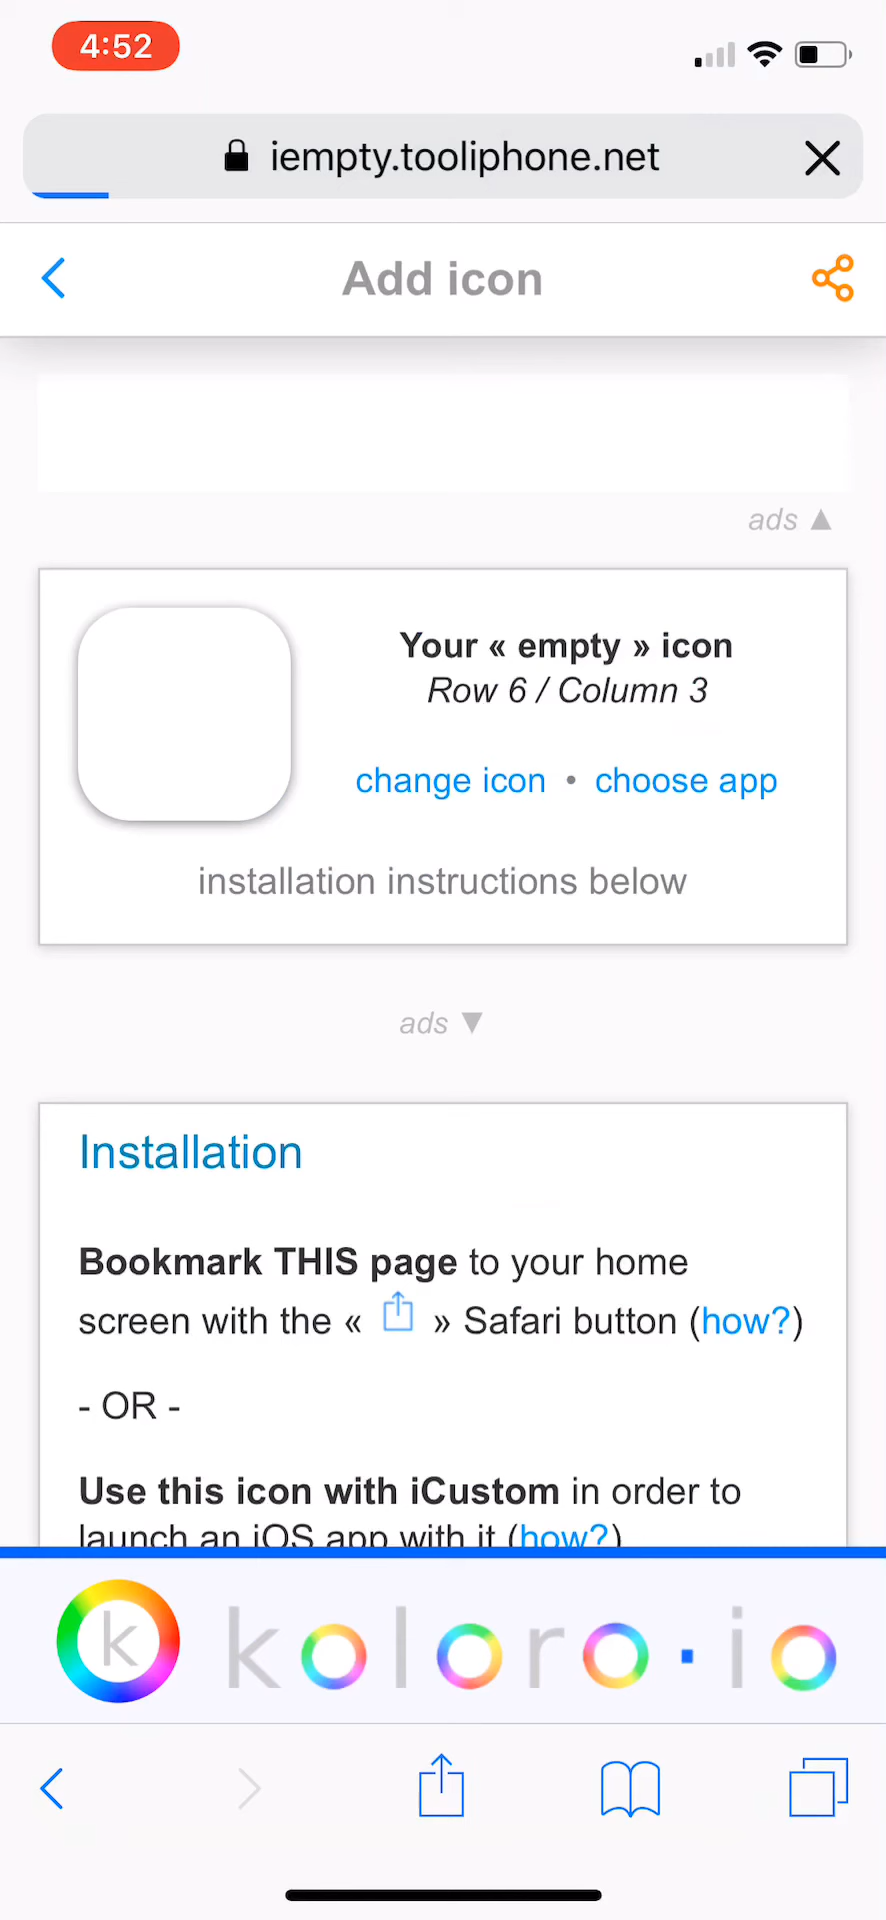 4:52
iempty.tooliphone.net
Add icon
ads ▲
Your « empty » icon
Row 6 / Column 3
change icon • choose app
installation instructions below
ads ▼
Installation
Bookmark THIS page to your home
screen with the « » Safari button (how?)
- OR -
Use this icon with iCustom in order to
launch an iOS app with it (how?)
k koloro·io